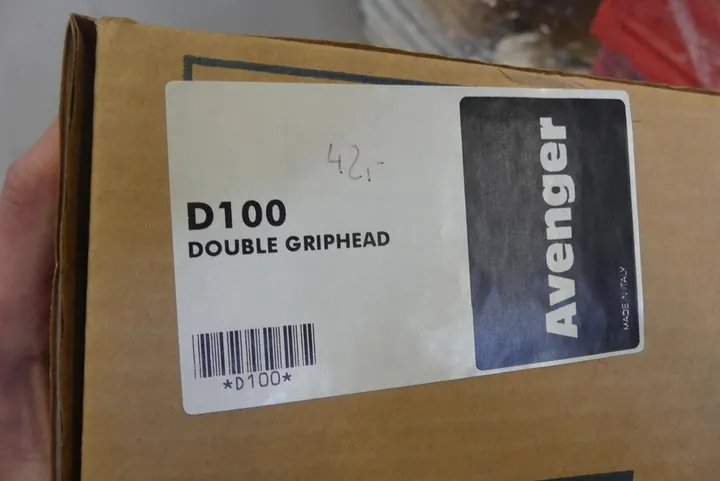 42,-
D100
DOUBLE GRIPHEAD
*D100*
Avenger
MADE IN ITALY